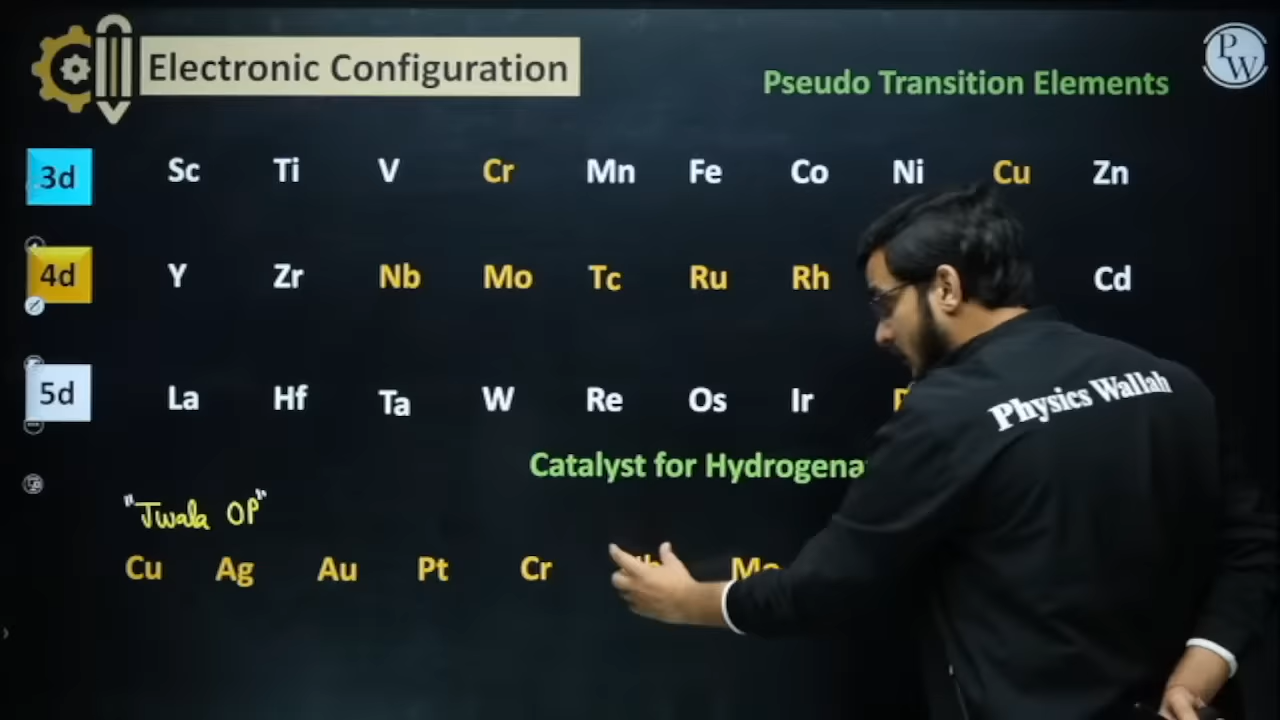 Electronic Configuration
Pseudo Transition Elements
PW
3d Sc Ti V Cr Mn Fe Co Ni Cu Zn
4d Y Zr Nb Mo Tc Ru Rh Cd
5d La Hf Ta W Re Os Ir
Physics Wallah
Catalyst for Hydrogena
"Jwala OP"
Cu Ag Au Pt Cr Mo